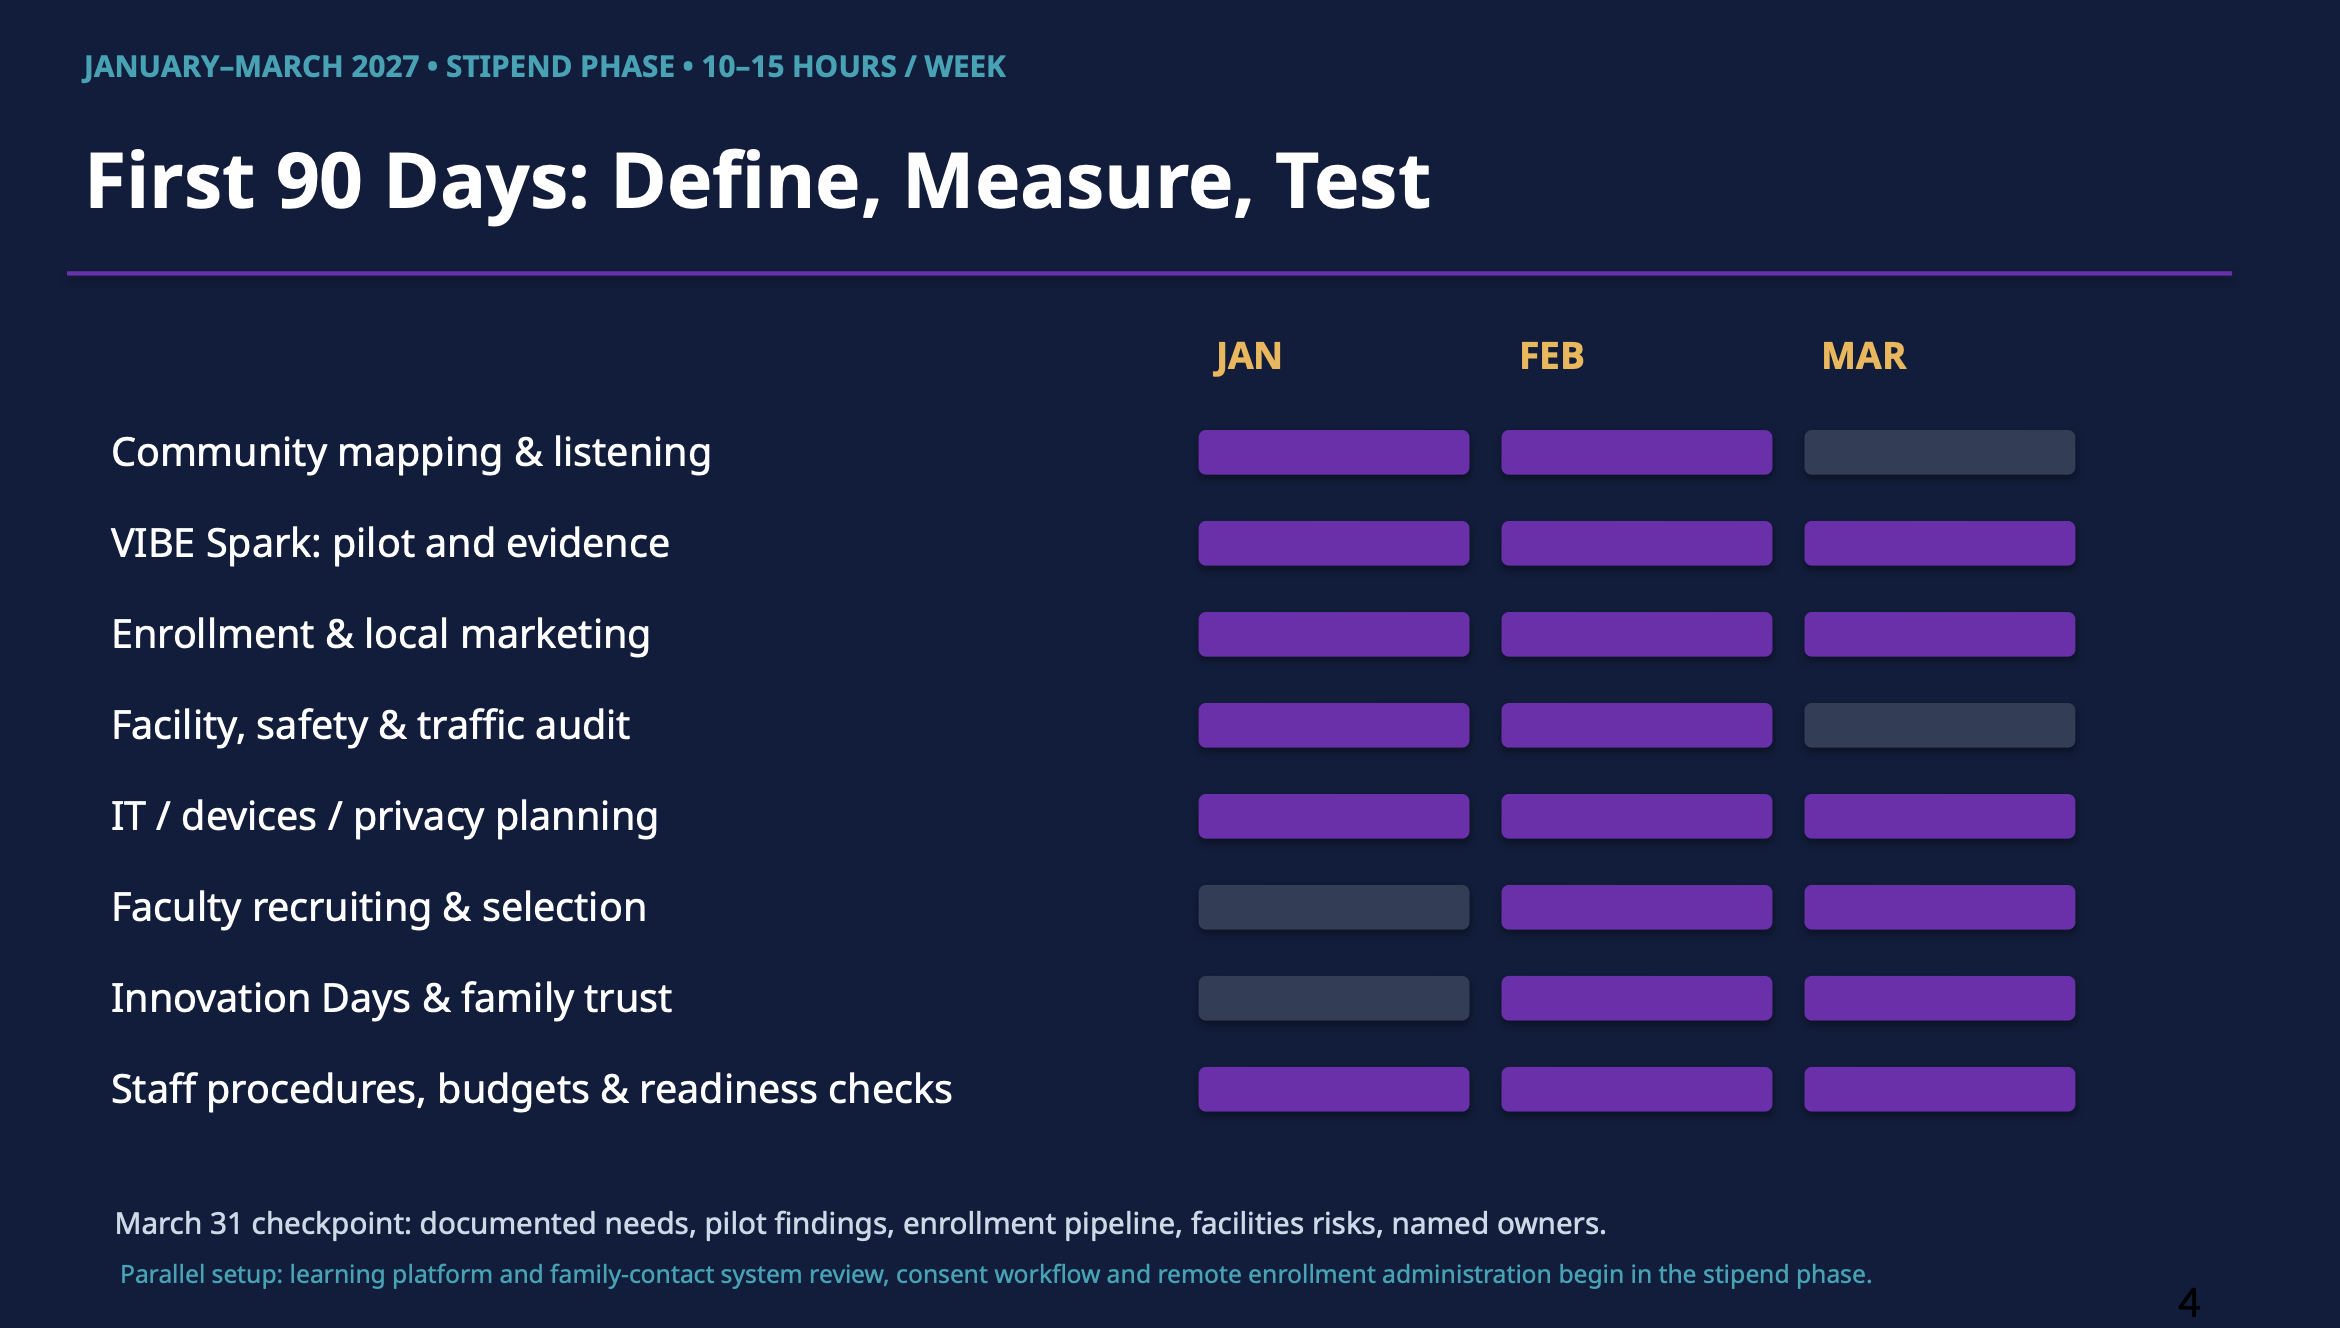 JANUARY–MARCH 2027 • STIPEND PHASE • 10–15 HOURS / WEEK
First 90 Days: Define, Measure, Test
JAN FEB MAR
Community mapping & listening
VIBE Spark: pilot and evidence
Enrollment & local marketing
Facility, safety & traffic audit
IT / devices / privacy planning
Faculty recruiting & selection
Innovation Days & family trust
Staff procedures, budgets & readiness checks
March 31 checkpoint: documented needs, pilot findings, enrollment pipeline, facilities risks, named owners.
Parallel setup: learning platform and family-contact system review, consent workflow and remote enrollment administration begin in the stipend phase.
4